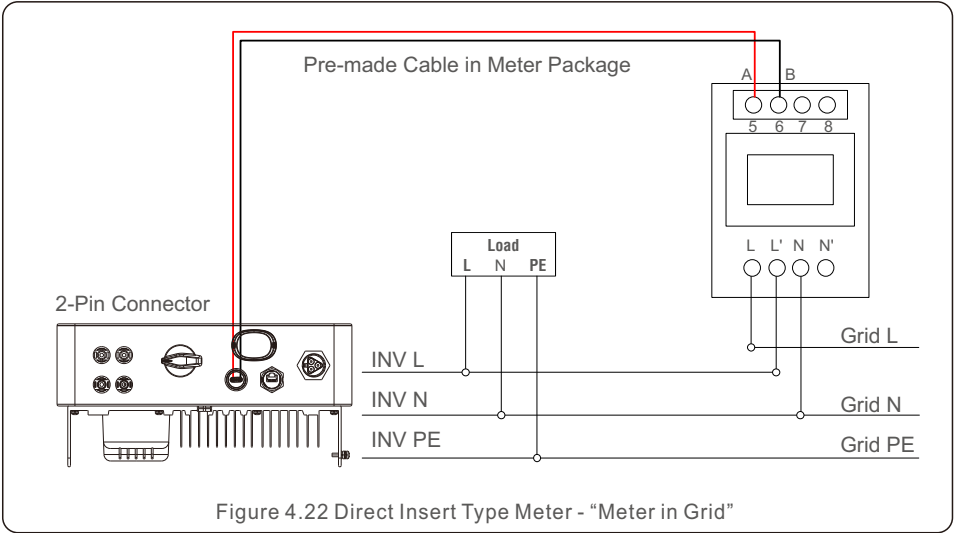 Pre-made Cable in Meter Package
A B
5 6 7 8
Load
L N PE
L L' N N'
2-Pin Connector
Grid L
INV L
INV N
Grid N
INV PE
Grid PE
Figure 4.22 Direct Insert Type Meter - “Meter in Grid”